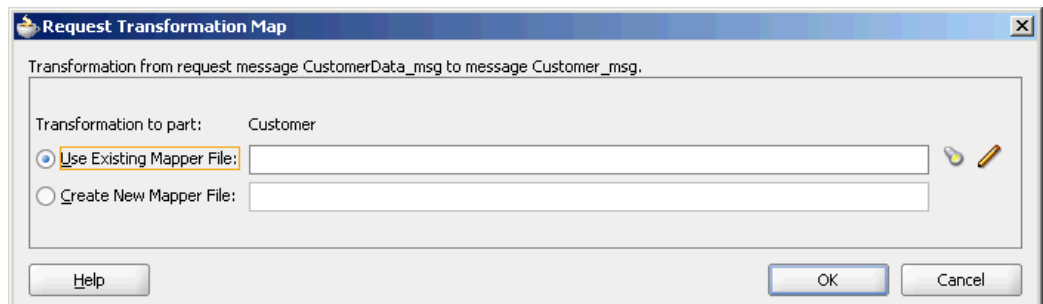 Request Transformation Map
Transformation from request message CustomerData_msg to message Customer_msg.
Transformation to part: Customer
Use Existing Mapper File:
Create New Mapper File:
Help OK Cancel